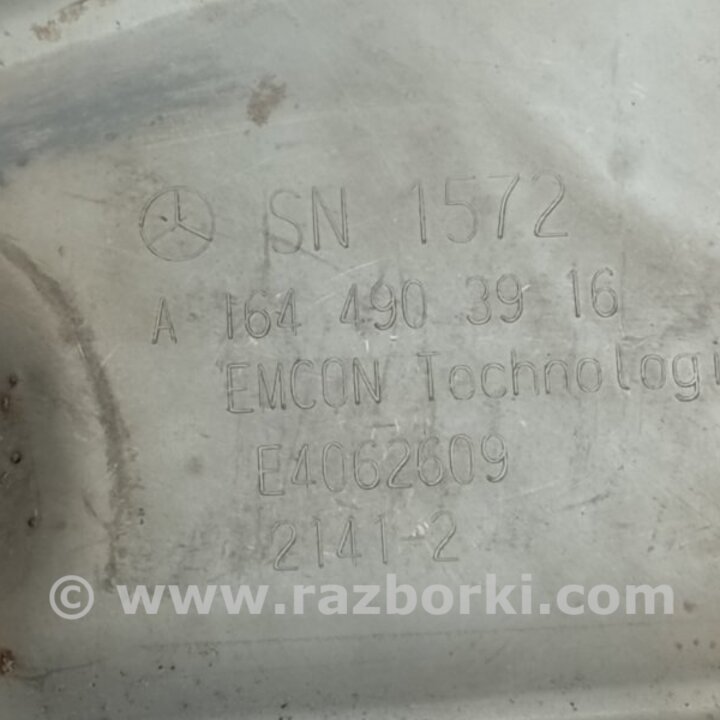 SN 1572
A 164 490 39 16
EMCON Technologi
E4062609
2141-2
© www.razborki.com